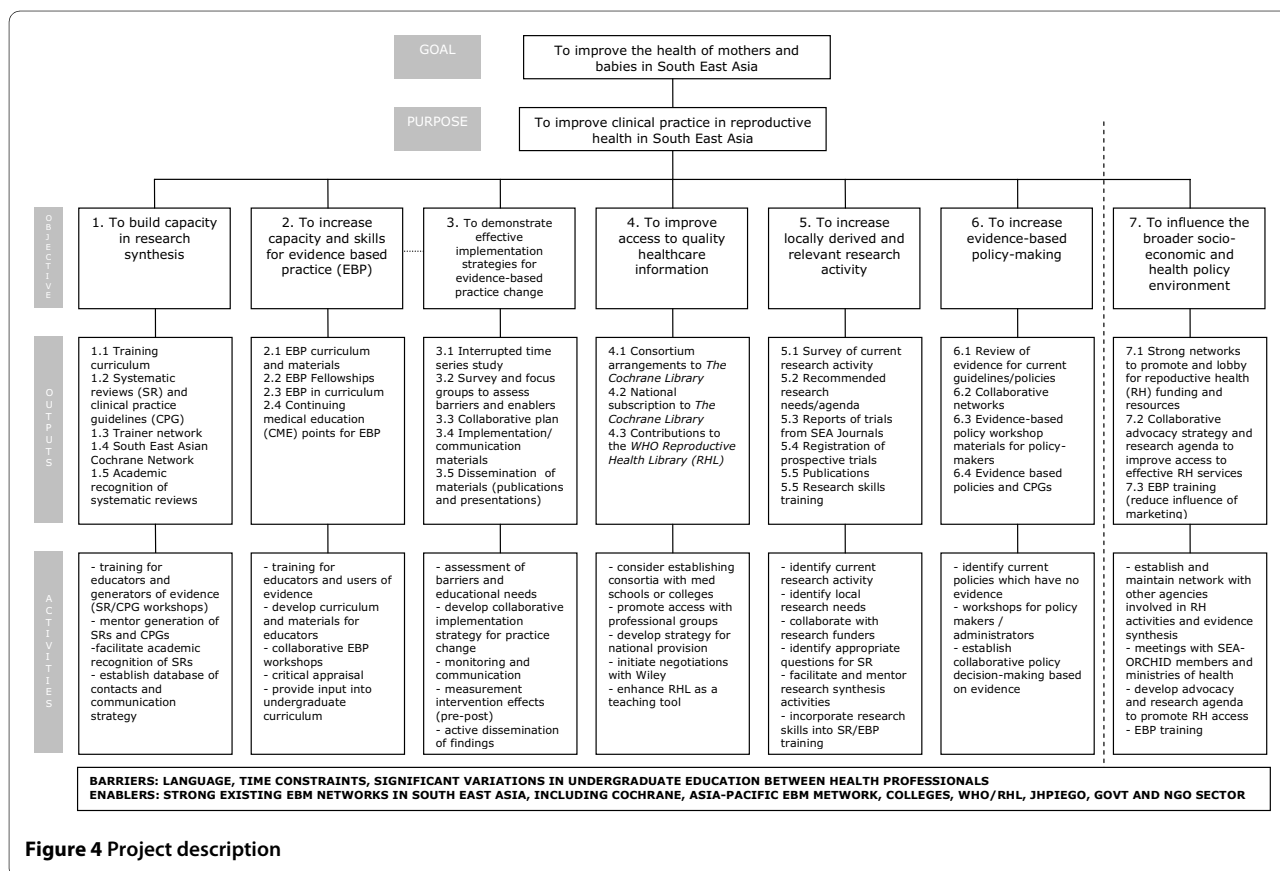 GOAL
To improve the health of mothers and
babies in South East Asia
PURPOSE
To improve clinical practice in reproductive
health in South East Asia
OBJECTIVE
1. To build capacity
in research
synthesis
2. To increase
capacity and skills
for evidence based
practice (EBP)
3. To demonstrate
effective
implementation
strategies for
evidence-based
practice change
4. To improve
access to quality
healthcare
information
5. To increase
locally derived and
relevant research
activity
6. To increase
evidence-based
policy-making
7. To influence the
broader socio-
economic and
health policy
environment
OUTPUTS
1.1 Training
curriculum
1.2 Systematic
reviews (SR) and
clinical practice
guidelines (CPG)
1.3 Trainer network
1.4 South East Asian
Cochrane Network
1.5 Academic
recognition of
systematic reviews
2.1 EBP curriculum
and materials
2.2 EBP Fellowships
2.3 EBP in curriculum
2.4 Continuing
medical education
(CME) points for EBP
3.1 Interrupted time
series study
3.2 Survey and focus
groups to assess
barriers and enablers
3.3 Collaborative plan
3.4 Implementation/
communication
materials
3.5 Dissemination of
materials (publications
and presentations)
4.1 Consortium
arrangements to The
Cochrane Library
4.2 National
subscription to The
Cochrane Library
4.3 Contributions to
the WHO Reproductive
Health Library (RHL)
5.1 Survey of current
research activity
5.2 Recommended
research
needs/agenda
5.3 Reports of trials
from SEA Journals
5.4 Registration of
prospective trials
5.5 Publications
5.5 Research skills
training
6.1 Review of
evidence for current
guidelines/policies
6.2 Collaborative
networks
6.3 Evidence-based
policy workshop
materials for policy-
makers
6.4 Evidence based
policies and CPGs
7.1 Strong networks
to promote and lobby
for repoductive health
(RH) funding and
resources
7.2 Collaborative
advocacy strategy and
research agenda to
improve access to
effective RH services
7.3 EBP training
(reduce influence of
marketing)
ACTIVITIES
- training for
educators and
generators of evidence
(SR/CPG workshops)
- mentor generation of
SRs and CPGs
-facilitate academic
recognition of SRs
- establish database of
contacts and
communication
strategy
- training for
educators and users of
evidence
- develop curriculum
and materials for
educators
- collaborative EBP
workshops
- critical appraisal
- provide input into
undergraduate
curriculum
- assessment of
barriers and
educational needs
- develop collaborative
implementation
strategy for practice
change
- monitoring and
communication
- measurement
intervention effects
(pre-post)
- active dissemination
of findings
- consider establishing
consortia with med
schools or colleges
- promote access with
professional groups
- develop strategy for
national provision
- initiate negotiations
with Wiley
- enhance RHL as a
teaching tool
- identify current
research activity
- identify local
research needs
- collaborate with
research funders
- identify appropriate
questions for SR
- facilitate and mentor
research synthesis
activities
- incorporate research
skills into SR/EBP
training
- identify current
policies which have no
evidence
- workshops for policy
makers /
administrators
- establish
collaborative policy
decision-making based
on evidence
- establish and
maintain network with
other agencies
involved in RH
activities and evidence
synthesis
- meetings with SEA-
ORCHID members and
ministries of health
- develop advocacy
and research agenda
to promote RH access
- EBP training
BARRIERS: LANGUAGE, TIME CONSTRAINTS, SIGNIFICANT VARIATIONS IN UNDERGRADUATE EDUCATION BETWEEN HEALTH PROFESSIONALS
ENABLERS: STRONG EXISTING EBM NETWORKS IN SOUTH EAST ASIA, INCLUDING COCHRANE, ASIA-PACIFIC EBM METWORK, COLLEGES, WHO/RHL, JHPIEGO, GOVT AND NGO SECTOR
Figure 4 Project description